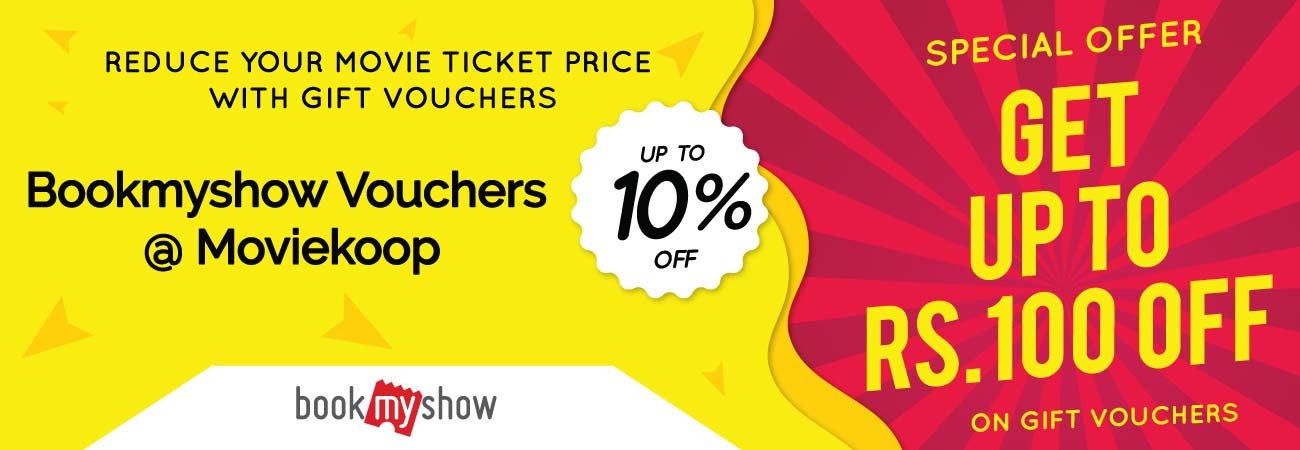 REDUCE YOUR MOVIE TICKET PRICE
WITH GIFT VOUCHERS
Bookmyshow Vouchers
@ Moviekoop
UP TO
10%
OFF
bookmyshow
SPECIAL OFFER
GET
UP TO
RS.100 OFF
ON GIFT VOUCHERS